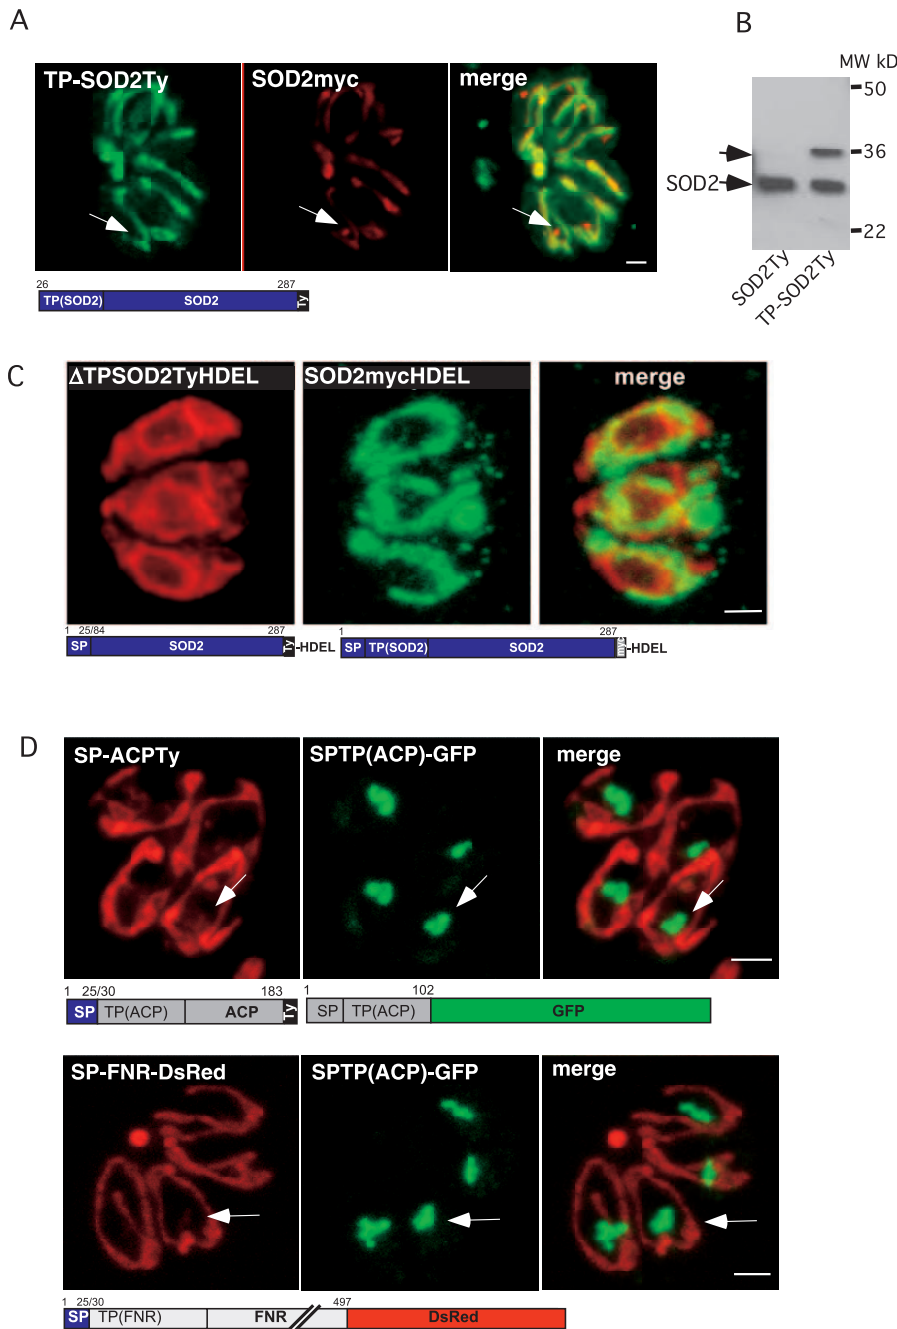 A
B
TP-SOD2Ty SOD2myc merge
MW kD
50
36
SOD2
22
SOD2Ty
TP-SOD2Ty
26 287
TP(SOD2) SOD2 Ty
C
ΔTPSOD2TyHDEL SOD2mycHDEL merge
1 25/84 287
SP SOD2 Ty -HDEL
1 287
SP TP(SOD2) SOD2 myc -HDEL
D
SP-ACPTy SPTP(ACP)-GFP merge
1 25/30 183
SP TP(ACP) ACP Ty
1 102
SP TP(ACP) GFP
SP-FNR-DsRed SPTP(ACP)-GFP merge
1 25/30 497
SP TP(FNR) FNR DsRed